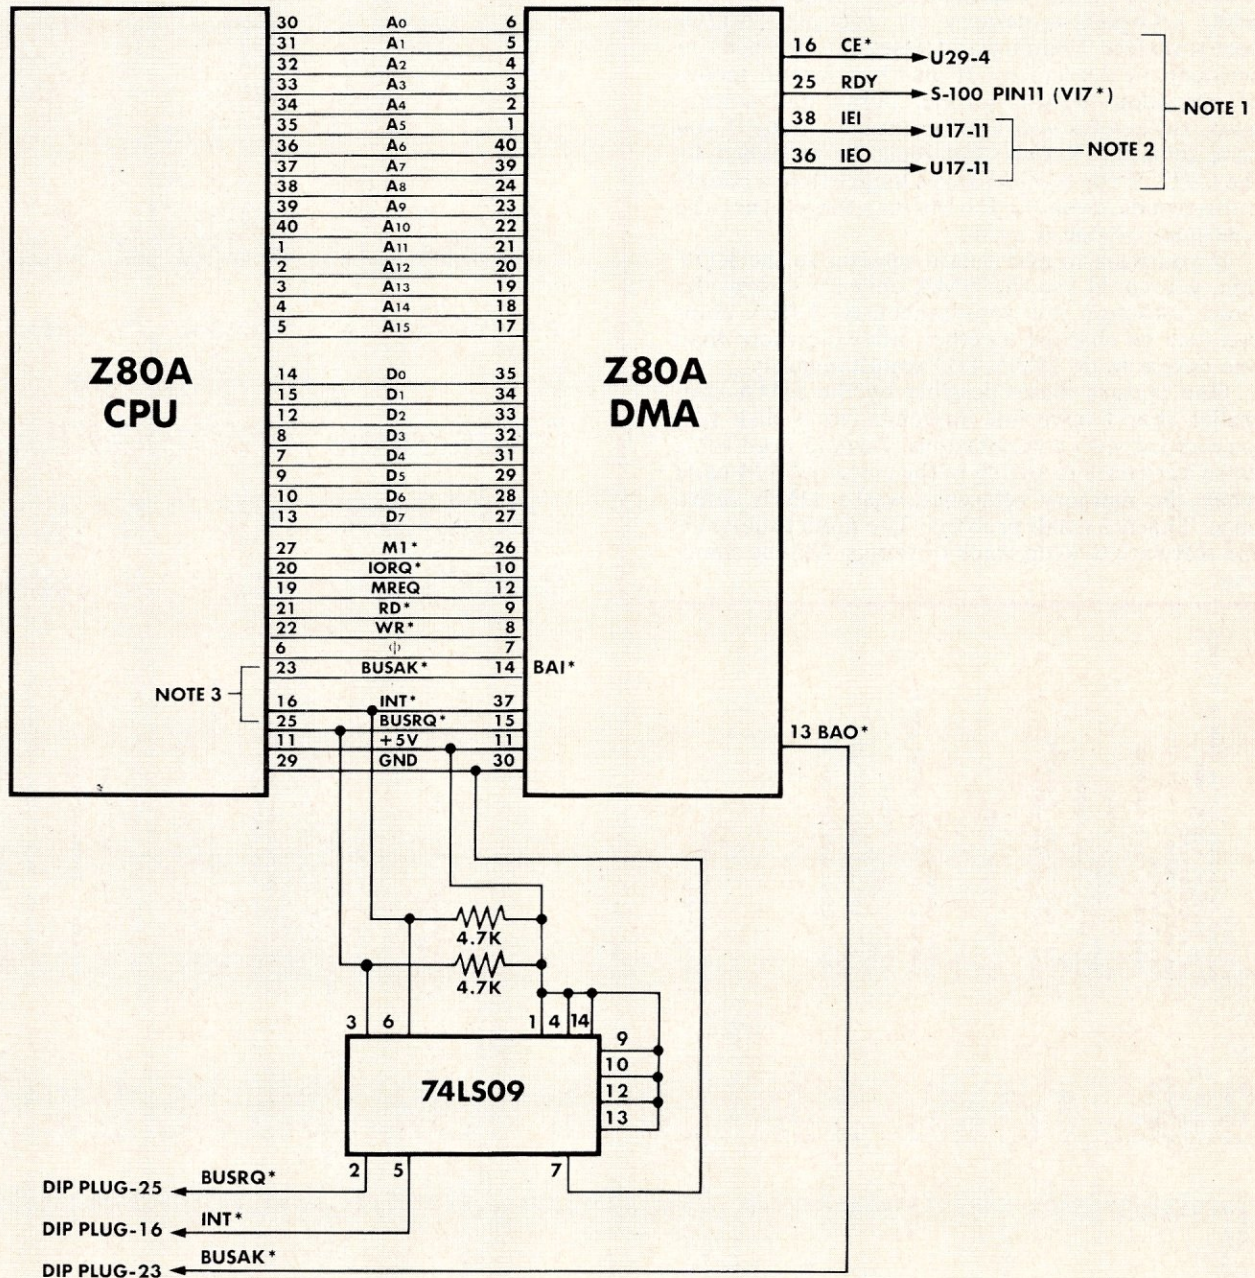 30 A0 6
31 A1 5
32 A2 4
33 A3 3
34 A4 2
35 A5 1
36 A6 40
37 A7 39
38 A8 24
39 A9 23
40 A10 22
1 A11 21
2 A12 20
3 A13 19
4 A14 18
5 A15 17
Z80A
CPU
14 D0 35
15 D1 34
12 D2 33
8 D3 32
7 D4 31
9 D5 29
10 D6 28
13 D7 27
27 M1* 26
20 IORQ* 10
19 MREQ 12
21 RD* 9
22 WR* 8
6 ф 7
23 BUSAK* 14 BAI*
NOTE 3
16 INT* 37
25 BUSRQ* 15
11 +5V 11
29 GND 30
Z80A
DMA
16 CE* U29-4
25 RDY S-100 PIN11 (VI7*)
38 IEI U17-11
36 IEO U17-11
NOTE 2
NOTE 1
13 BAO*
4.7K
4.7K
3 6 1 4 14
9
10
12
13
74LS09
2 5 7
DIP PLUG-25 BUSRQ*
DIP PLUG-16 INT*
DIP PLUG-23 BUSAK*